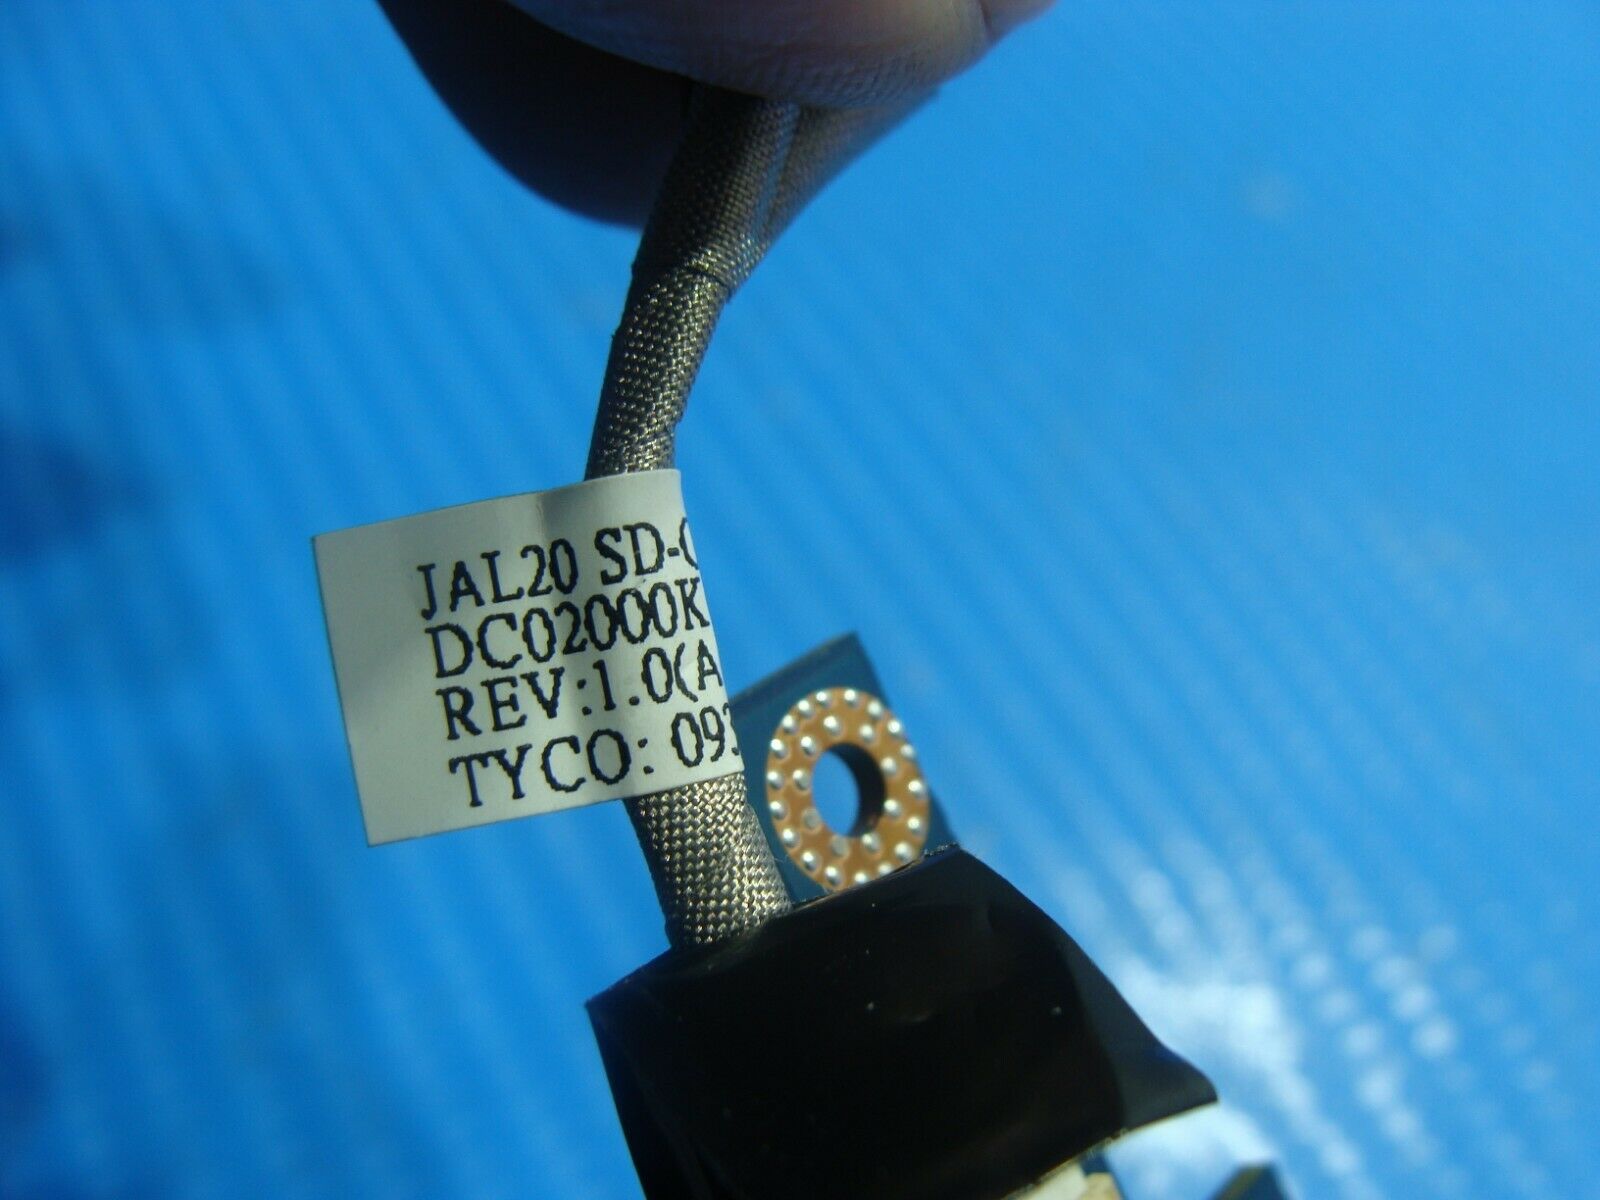 JAL20 SD-
DC02000K
REV:1.0(A
TYCO: 093